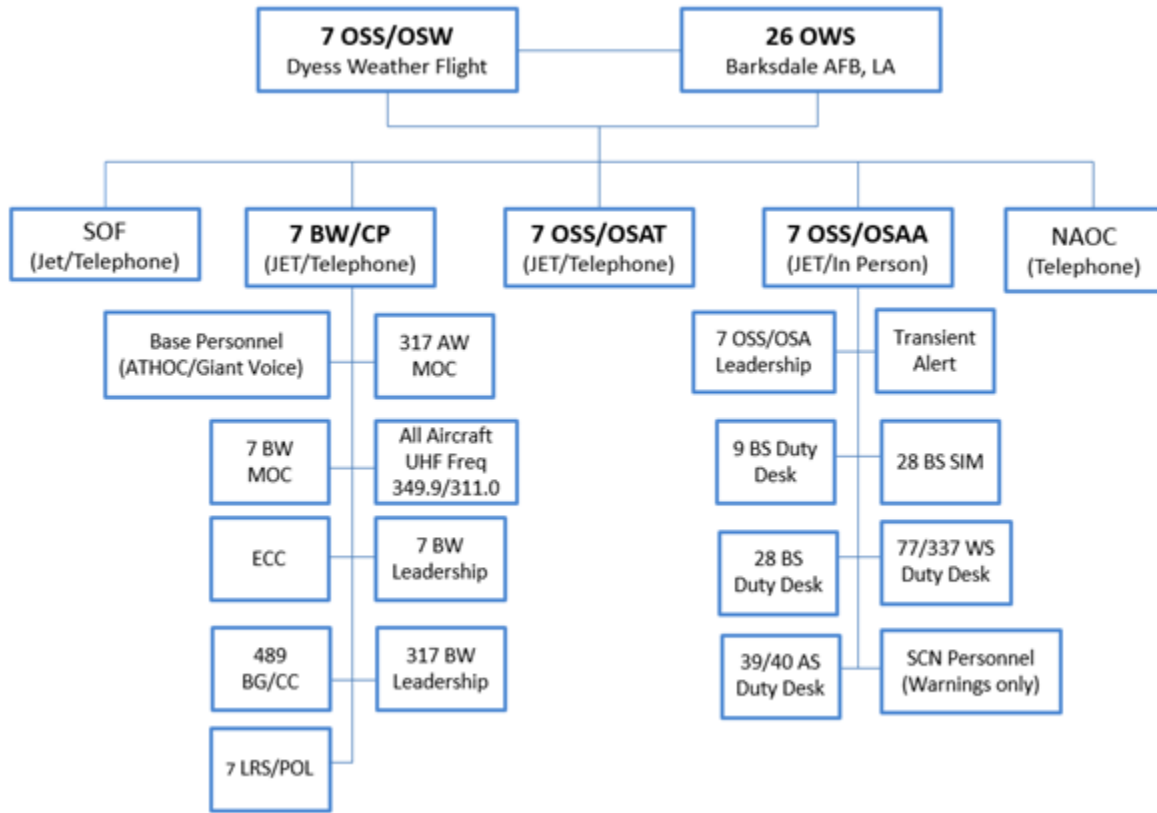 7 OSS/OSW
Dyess Weather Flight
26 OWS
Barksdale AFB, LA
SOF
(Jet/Telephone)
7 BW/CP
(JET/Telephone)
7 OSS/OSAT
(JET/Telephone)
7 OSS/OSAA
(JET/In Person)
NAOC
(Telephone)
Base Personnel
(ATHOC/Giant Voice)
317 AW
MOC
7 BW
MOC
All Aircraft
UHF Freq
349.9/311.0
ECC
7 BW
Leadership
489
BG/CC
317 BW
Leadership
7 LRS/POL
7 OSS/OSA
Leadership
Transient
Alert
9 BS Duty
Desk
28 BS SIM
28 BS
Duty Desk
77/337 WS
Duty Desk
39/40 AS
Duty Desk
SCN Personnel
(Warnings only)